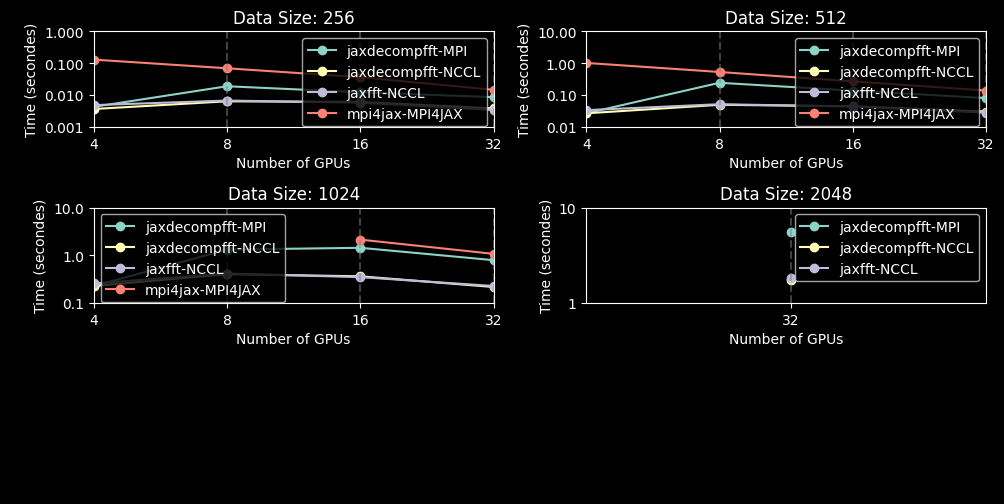 Data Size: 256
Time (secondes)
1.000
0.100
0.010
0.001
jaxdecompfft-MPI
jaxdecompfft-NCCL
jaxfft-NCCL
mpi4jax-MPI4JAX
4 8 16 32
Number of GPUs
Data Size: 512
Time (secondes)
10.00
1.00
0.10
0.01
jaxdecompfft-MPI
jaxdecompfft-NCCL
jaxfft-NCCL
mpi4jax-MPI4JAX
4 8 16 32
Number of GPUs
Data Size: 1024
Time (secondes)
10.0
1.0
0.1
jaxdecompfft-MPI
jaxdecompfft-NCCL
jaxfft-NCCL
mpi4jax-MPI4JAX
4 8 16 32
Number of GPUs
Data Size: 2048
Time (secondes)
10
1
jaxdecompfft-MPI
jaxdecompfft-NCCL
jaxfft-NCCL
32
Number of GPUs